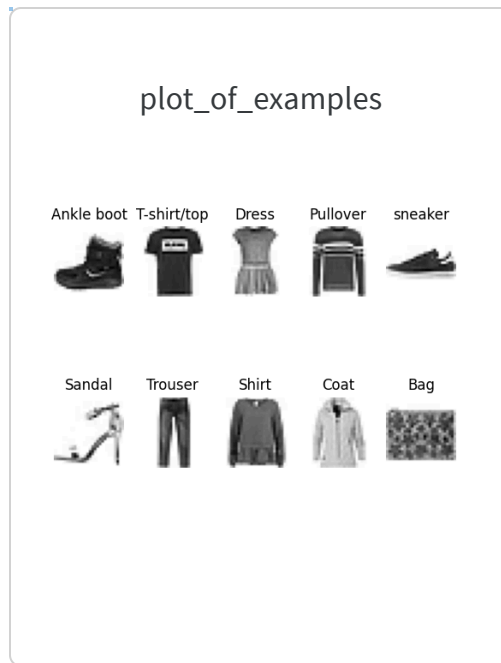 plot_of_examples
Ankle boot T-shirt/top Dress Pullover sneaker
Sandal Trouser Shirt Coat Bag